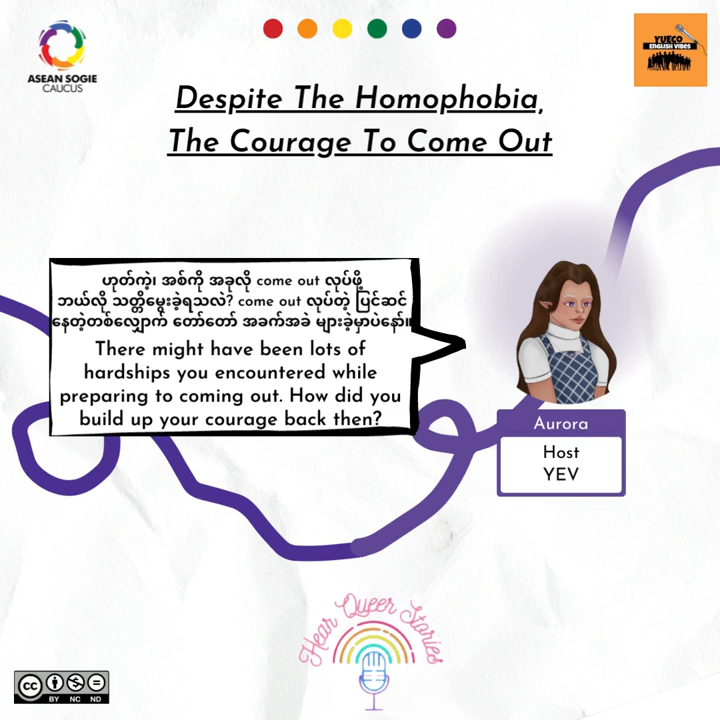 ASEAN SOGIE
CAUCUS
YUECO
ENGLISH VIBES
Despite The Homophobia,
The Courage To Come Out
ဟုတ်ကဲ့၊ အစ်ကို အခုလို come out လုပ်ဖို့
ဘယ်လို သတ္တိမွေးခဲ့ရသလဲ? come out လုပ်တဲ့ ပြင်ဆင်
နေတဲ့တစ်လျှောက် တော်တော် အခက်အခဲ များခဲ့မှာပဲနော်။
There might have been lots of
hardships you encountered while
preparing to coming out. How did you
build up your courage back then?
Aurora
Host
YEV
Hear Queer Stories
cc
BY NC ND